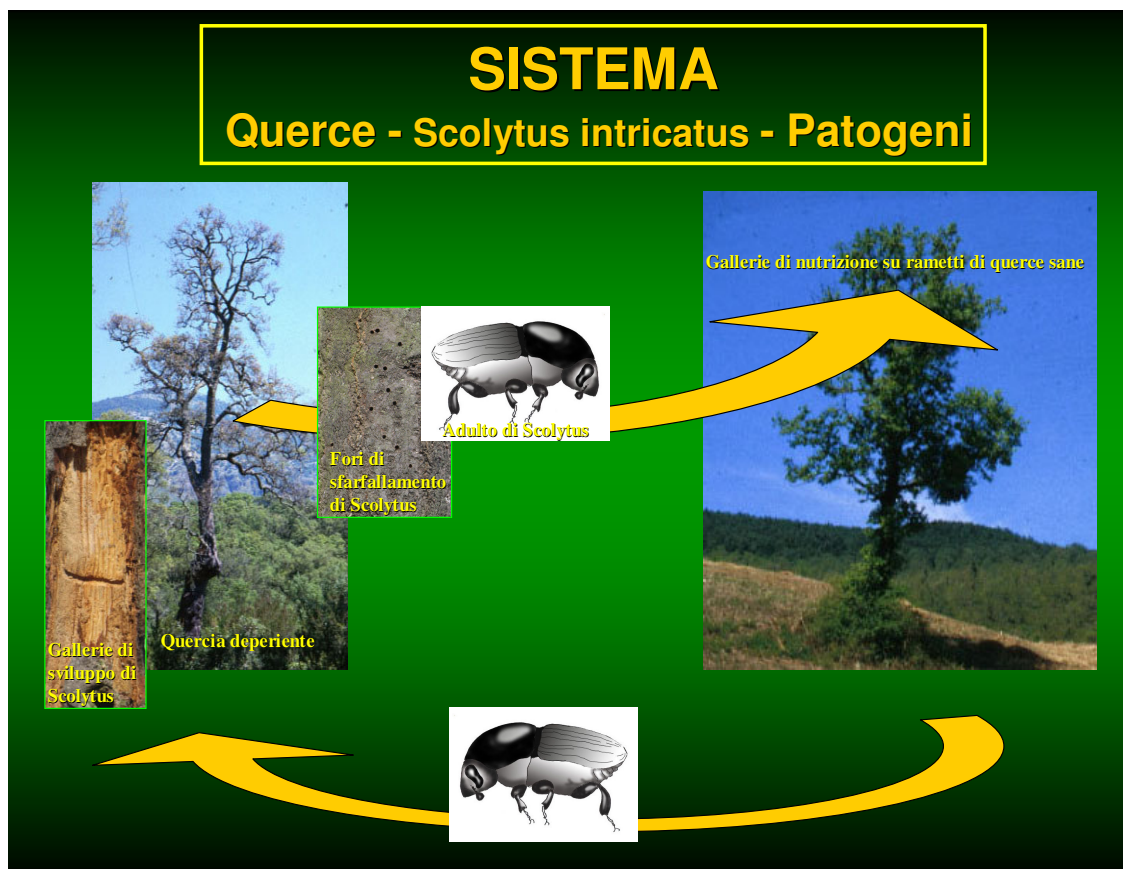 SISTEMA
Querce - Scolytus intricatus - Patogeni
Gallerie di nutrizione su rametti di querce sane
Adulto di Scolytus
Fori di
sfarfallamento
di Scolytus
Quercia deperiente
Gallerie di
sviluppo di
Scolytus